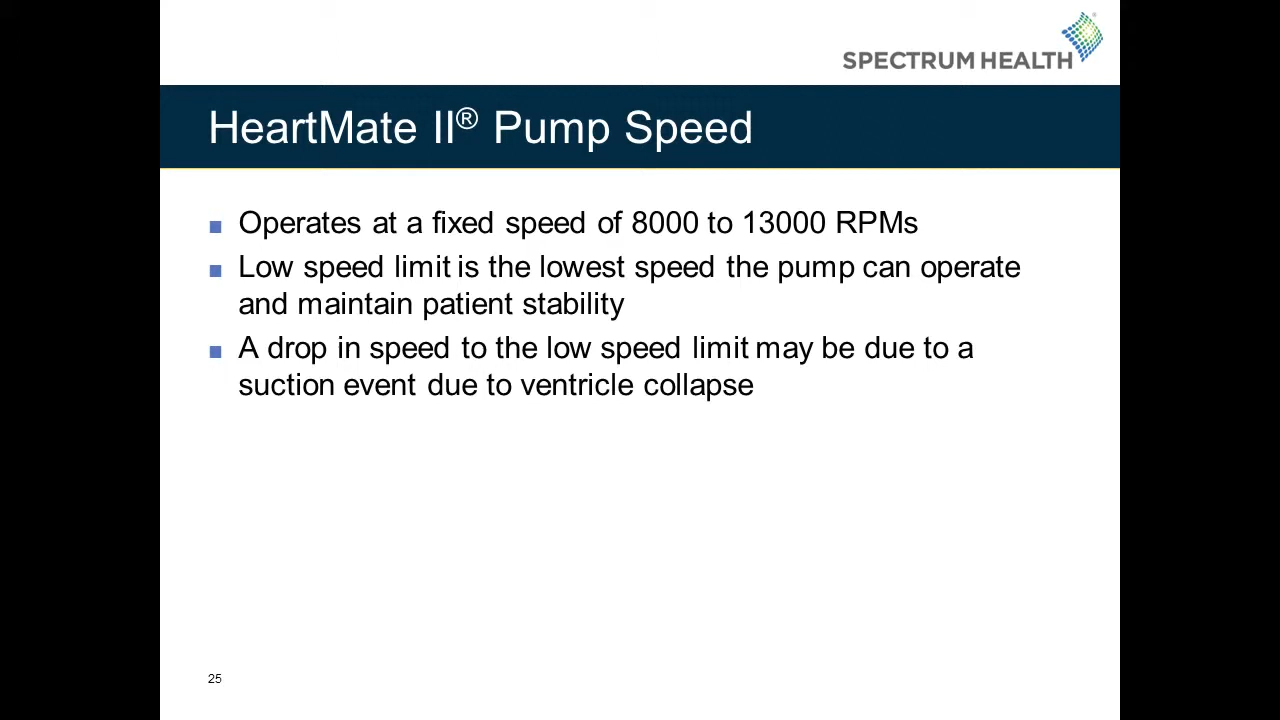 SPECTRUM HEALTH
HeartMate II® Pump Speed
■ Operates at a fixed speed of 8000 to 13000 RPMs
■ Low speed limit is the lowest speed the pump can operate
and maintain patient stability
■ A drop in speed to the low speed limit may be due to a
suction event due to ventricle collapse
25